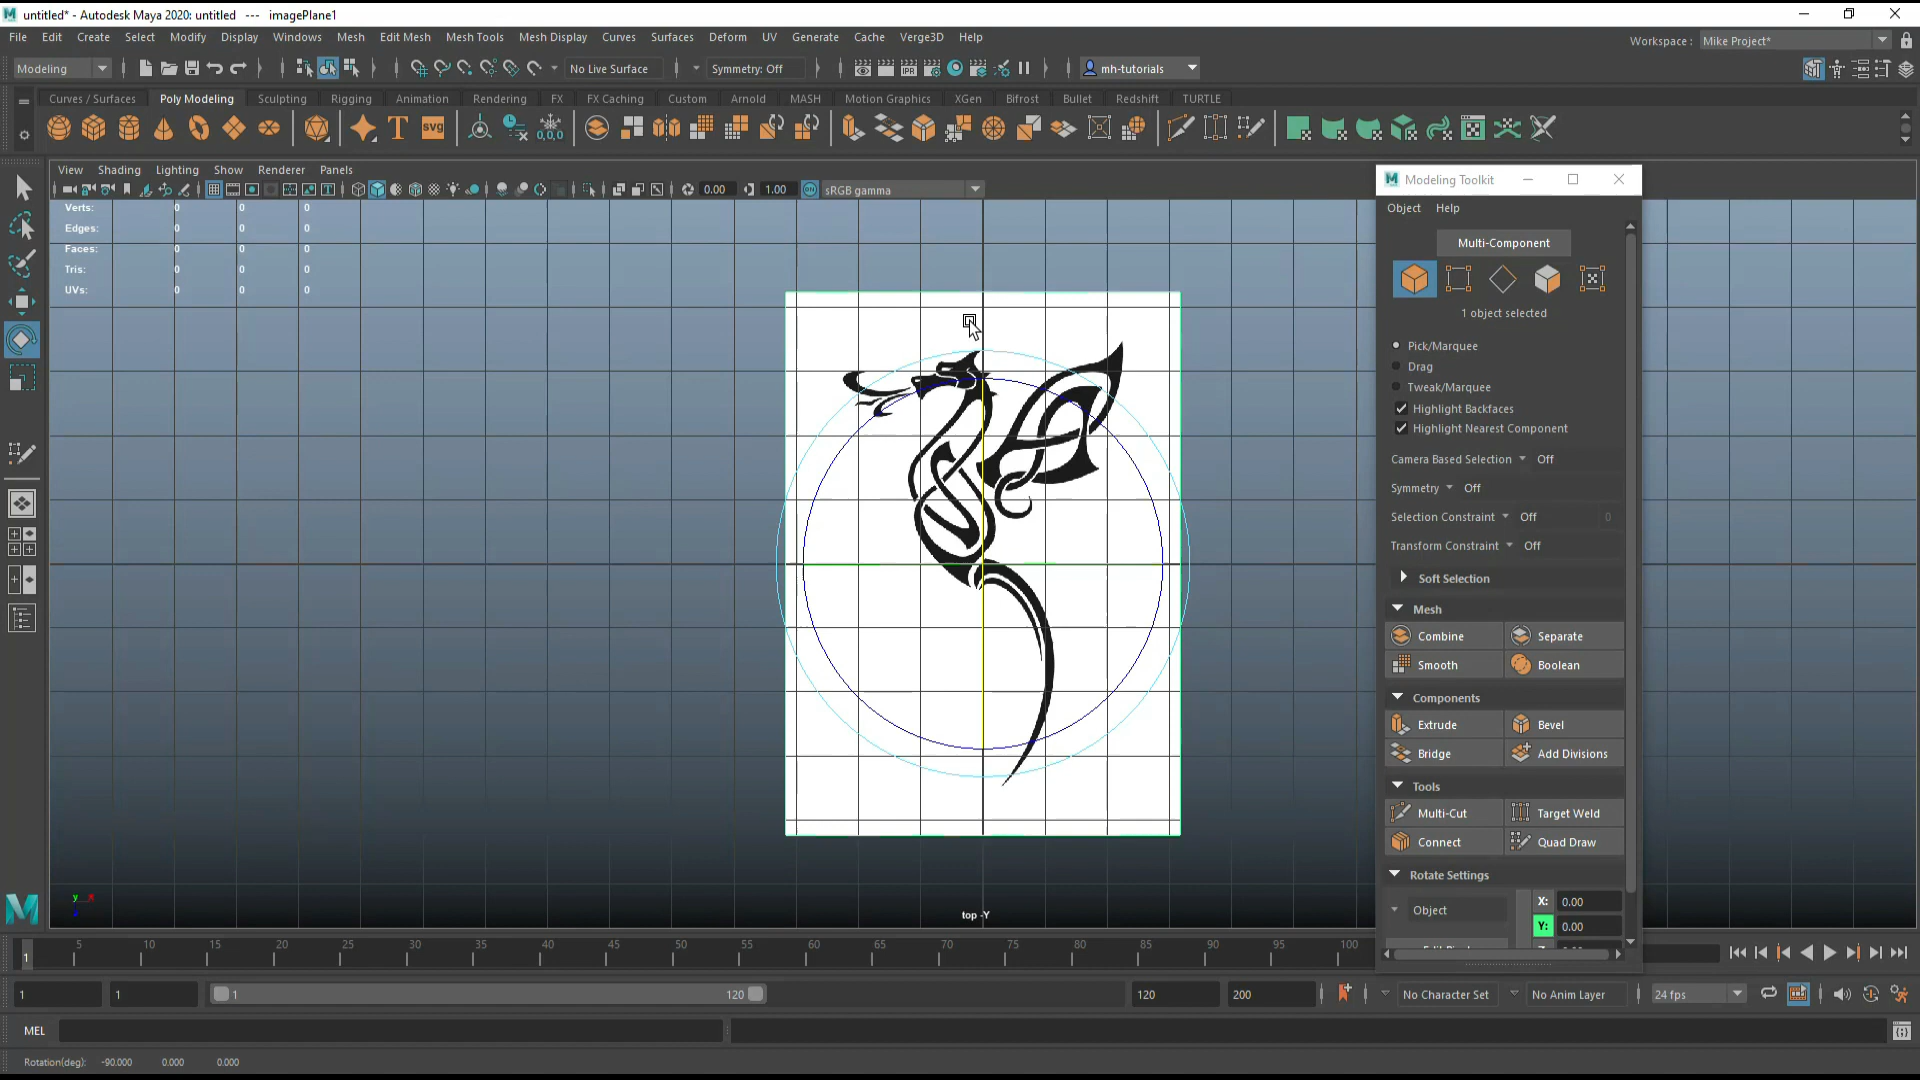 untitled* - Autodesk Maya 2020: untitled --- imagePlane1
File Edit Create Select Modify Display Windows Mesh Edit Mesh Mesh Tools Mesh Display Curves Surfaces Deform UV Generate Cache Verge3D Help
Workspace : Mike Project*
Modeling No Live Surface Symmetry: Off mh-tutorials
Curves / Surfaces Poly Modeling Sculpting Rigging Animation Rendering FX FX Caching Custom Arnold MASH Motion Graphics XGen Bifrost Bullet Redshift TURTLE
T SVG 0,0,0
View Shading Lighting Show Renderer Panels
0.00 1.00 ON sRGB gamma
Verts: 0 0 0
Edges: 0 0 0
Faces: 0 0 0
Tris: 0 0 0
UVs: 0 0 0
Modeling Toolkit
Object Help
Multi-Component
1 object selected
Pick/Marquee
Drag
Tweak/Marquee
Highlight Backfaces
Highlight Nearest Component
Camera Based Selection Off
Symmetry Off
Selection Constraint Off 0
Transform Constraint Off
Soft Selection
Mesh
Combine Separate
Smooth Boolean
Components
Extrude Bevel
Bridge Add Divisions
Tools
Multi-Cut Target Weld
Connect Quad Draw
Rotate Settings
Object X: 0.00
Y: 0.00
y x
top -Y
5 10 15 20 25 30 35 40 45 50 55 60 65 70 75 80 85 90 95 100
1
1 1 1 120 120 200 No Character Set No Anim Layer 24 fps
MEL
Rotation(deg): -90.000 0.000 0.000